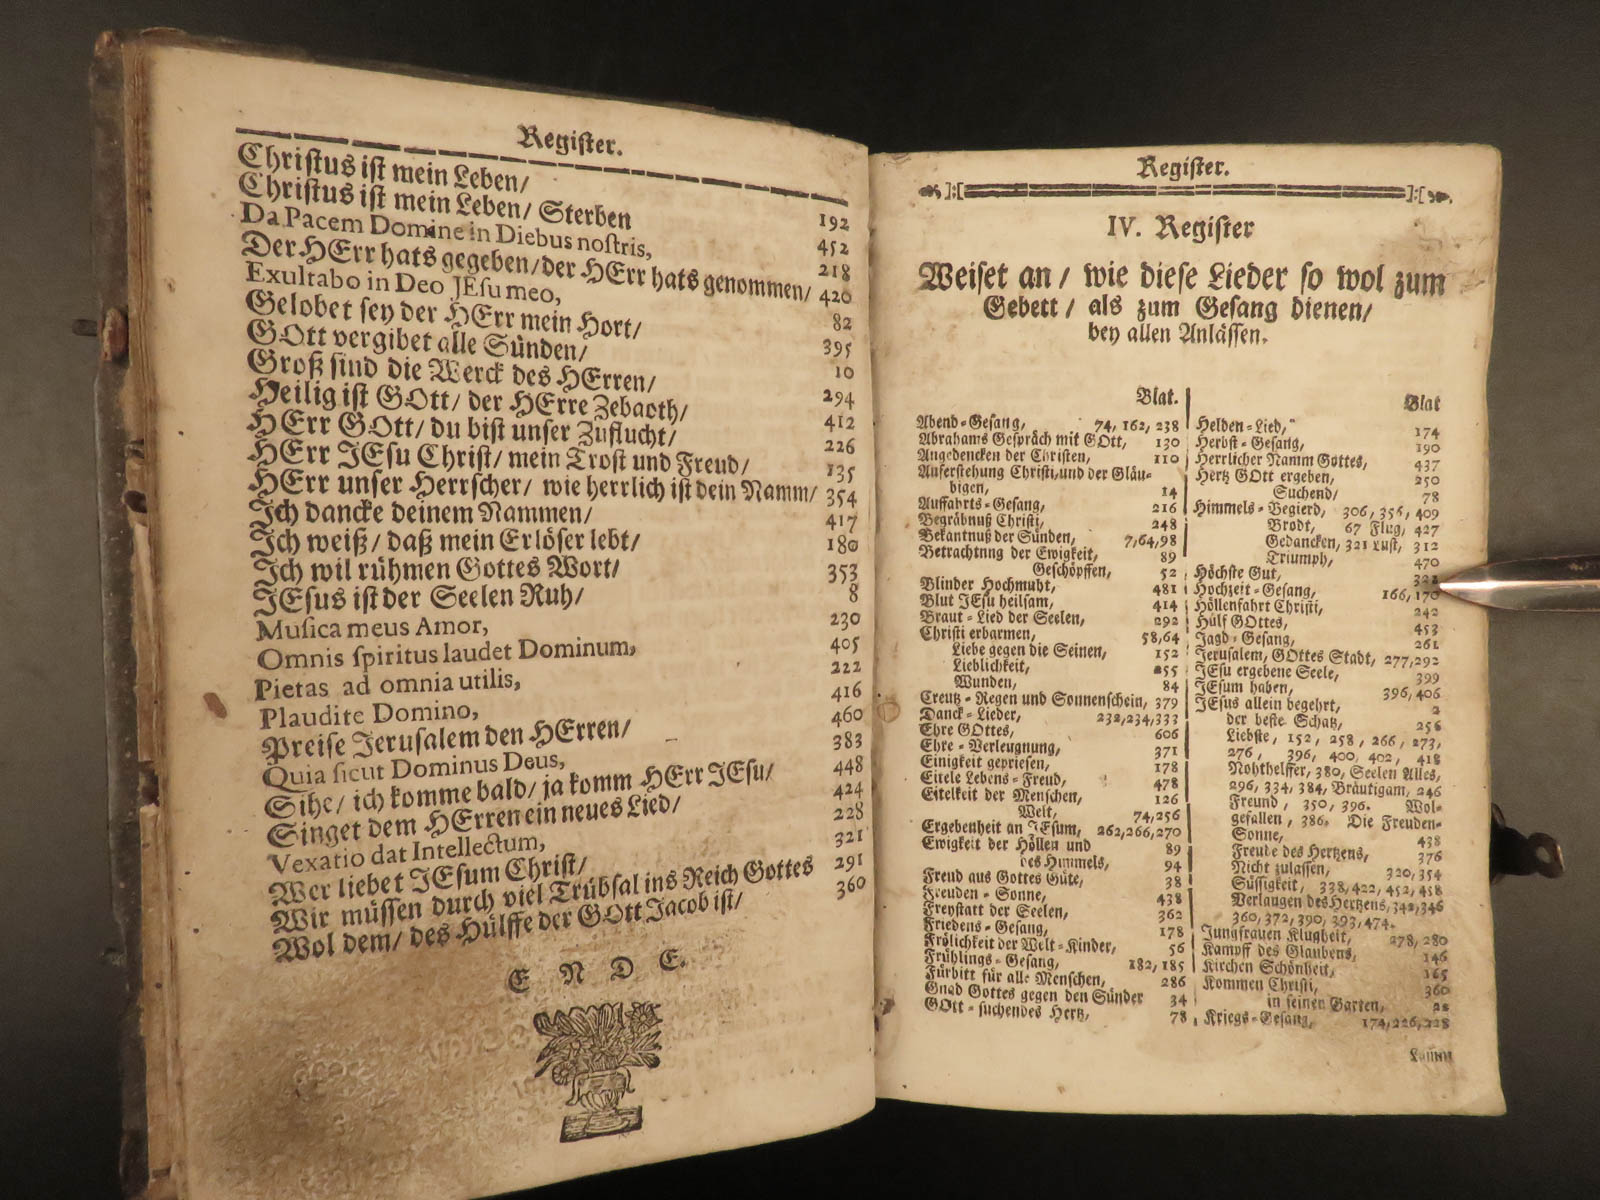 Register.
Christus ist mein Leben/
Christus ist mein Leben/ Sterben 192
Da Pacem Domine in Diebus nostris, 452
Der HErr hats gegeben/der HErr hats genommen/ 218
Exultabo in Deo JEsu meo, 420
Gelobet sey der HErr mein Hort/ 82
GOtt vergibet alle Sünden/ 395
Groß sind die Werck des HErren/ 10
Heilig ist GOtt/ der HErre Zebaoth/ 294
HErr GOtt/ du bist unser Zuflucht/ 412
HErr JEsu Christ/ mein Trost und Freud/ 226
HErr unser Herrscher/ wie herrlich ist dein Namm/ 135
Ich dancke deinem Nammen/ 354
Ich weiß/ daß mein Erlöser lebt/ 417
Ich wil rühmen Gottes Wort/ 180
JEsus ist der Seelen Ruh/ 353
Musica meus Amor, 8
Omnis spiritus laudet Dominum, 230
Pietas ad omnia utilis, 405
Plaudite Domino, 222
Preise Jerusalem den HErren/ 416
Quia sicut Dominus Deus, 460
Sihe/ ich komme bald/ ja komm HErr JEsu/ 383
Singet dem HErren ein neues Lied/ 448
Vexatio dat Intellectum, 424
Wer liebet JEsum Christ/ 228
Wir müssen durch viel Trübsal ins Reich Gottes 321
Wol dem/ des Hülffe der GOtt Jacob ist/ 291
360
E N D E.
Register.
IV. Register
Weiset an/ wie diese Lieder so wol zum
Gebett/ als zum Gesang dienen/
bey allen Anlässen.
Blat.
Abend-Gesang, 74, 162, 238
Abrahams Gespräch mit GOtt, 130
Angedencken der Christen, 110
Auferstehung Christi, und der Gläu-
bigen, 14
Auffahrts-Gesang, 216
Begräbnuß Christi, 248
Bekantnuß der Sünden, 7,64,98
Betrachtung der Ewigkeit, 89
Geschöpffen, 52
Blinder Hochmuht, 481
Blut JEsu heilsam, 414
Braut-Lied der Seelen, 292
Christi erbarmen, 58,64
Liebe gegen die Seinen, 152
Lieblichkeit, 255
Wunden, 84
Creutz-Regen und Sonnenschein, 379
Danck-Lieder, 232,234,333
Ehre GOttes, 606
Ehre-Verleugnung, 371
Einigkeit gepriesen, 178
Eitele Lebens-Freud, 478
Eitelkeit der Menschen, 126
Welt, 74,256
Ergebenheit an JEsum, 262,266,270
Ewigkeit der Höllen und 89
des Himmels, 94
Freud aus Gottes Güte, 38
Freuden-Sonne, 438
Freystatt der Seelen, 362
Friedens-Gesang, 178
Frölichkeit der Welt-Kinder, 56
Frühlings-Gesang, 182,185
Fürbitt für alle Menschen, 286
Gnad Gottes gegen den Sünder 34
GOtt-suchendes Hertz, 78
Blat
Helden-Lied, 174
Herbst-Gesang, 190
Herrlicher Namm Gottes, 437
Hertz GOtt ergeben, 250
Suchend/ 78
Himmels-Begierd, 306, 356, 409
Brodt, 67 Flug, 427
Gedancken, 321 Lust, 312
Triumph, 470
Höchste Gut,
Hochzeit-Gesang, 166,170
Höllenfahrt Christi, 242
Hülf GOttes, 453
Jagd-Gesang, 261
Jerusalem, GOttes Stadt, 277,292
JEsu ergebene Seele, 399
JEsum haben, 396,406
JEsus allein begehrt, 2
der beste Schatz, 256
Liebste, 152, 258, 266, 273,
276, 396, 400, 402, 418
Nohthelffer, 380, Seelen Alles,
296, 334, 384, Bräutigam, 246
Freund, 350, 396. Wol-
gefallen, 386. Die Freuden-
Sonne, 438
Freude des Hertzens, 376
Nicht zulassen, 320,354
Süssigkeit, 338,422,452,458
Verlangen des Hertzens,342,346
360,372,390,393,474.
Jungfrauen Klugheit, 278,280
Kampff des Glaubens, 146
Kirchen Schönheit, 165
Kommen Christi, 360
in seinen Garten, 22
Kriegs-Gesang, 174,226,228